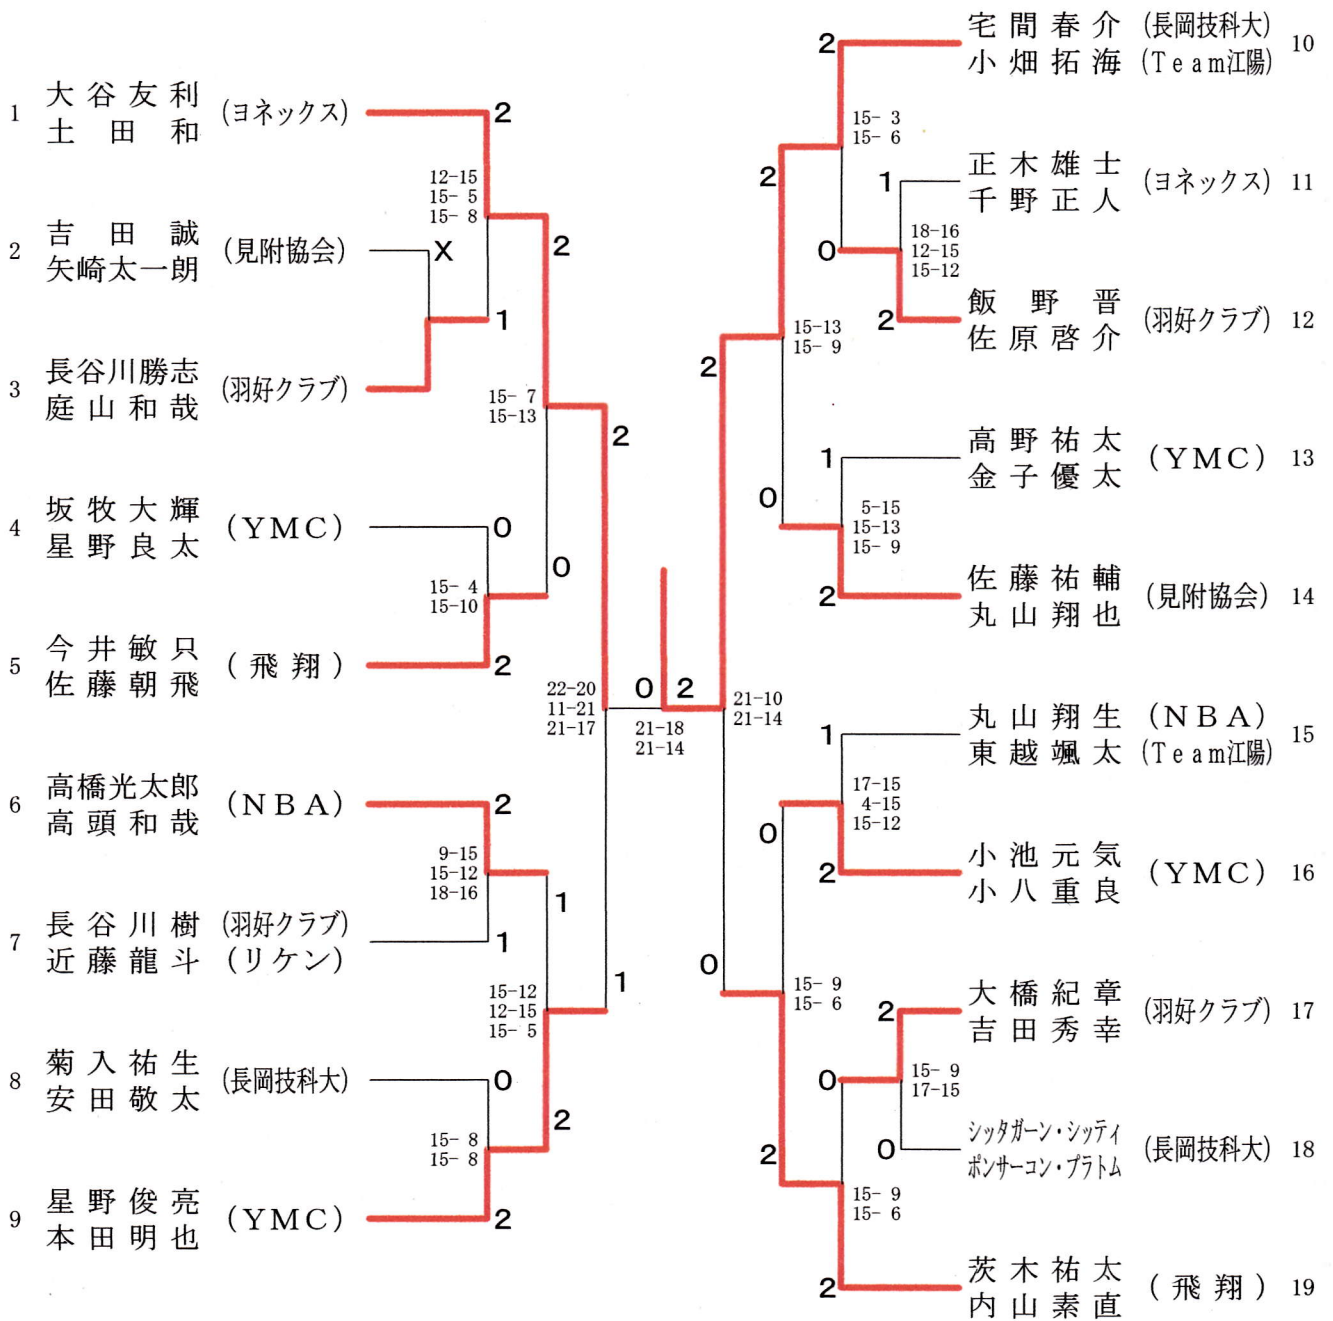 1 大谷友利 (ヨネックス) 2
土田和
12-15
15- 5
15- 8
2 吉田誠 (見附協会) X
矢崎太一朗
2
1
3 長谷川勝志 (羽好クラブ)
庭山和哉
15- 7
15-13
2
4 坂牧大輝 (YMC) 0
星野良太
0
15- 4
15-10
5 今井敏只 (飛翔) 2
佐藤朝飛
22-20
11-21
21-17
0 2
21-18
21-14
6 高橋光太郎 (NBA) 2
高頭和哉
9-15
15-12
18-16
1
7 長谷川樹 (羽好クラブ) 1
近藤龍斗 (リケン)
1
15-12
12-15
15- 5
8 菊入祐生 (長岡技科大) 0
安田敬太
2
15- 8
15- 8
9 星野俊亮 (YMC) 2
本田明也
2 宅間春介 (長岡技科大) 10
小畑拓海 (Team江陽)
15- 3
15- 6
2
1 正木雄士 (ヨネックス) 11
千野正人
18-16
12-15
15-12
0
2 飯野晋 (羽好クラブ) 12
佐原啓介
15-13
15- 9
2
1 高野祐太 (YMC) 13
金子優太
0
5-15
15-13
15- 9
2 佐藤祐輔 (見附協会) 14
丸山翔也
21-10
21-14
1 丸山翔生 (NBA) 15
東越颯太 (Team江陽)
17-15
4-15
15-12
0
2 小池元気 (YMC) 16
小八重良
0
15- 9
15- 6
2 大橋紀章 (羽好クラブ) 17
吉田秀幸
0
15- 9
17-15
0 シッタガーン・シッティ (長岡技科大) 18
ポンサーコン・プラトム
2
15- 9
15- 6
2 茨木祐太 (飛翔) 19
内山素直